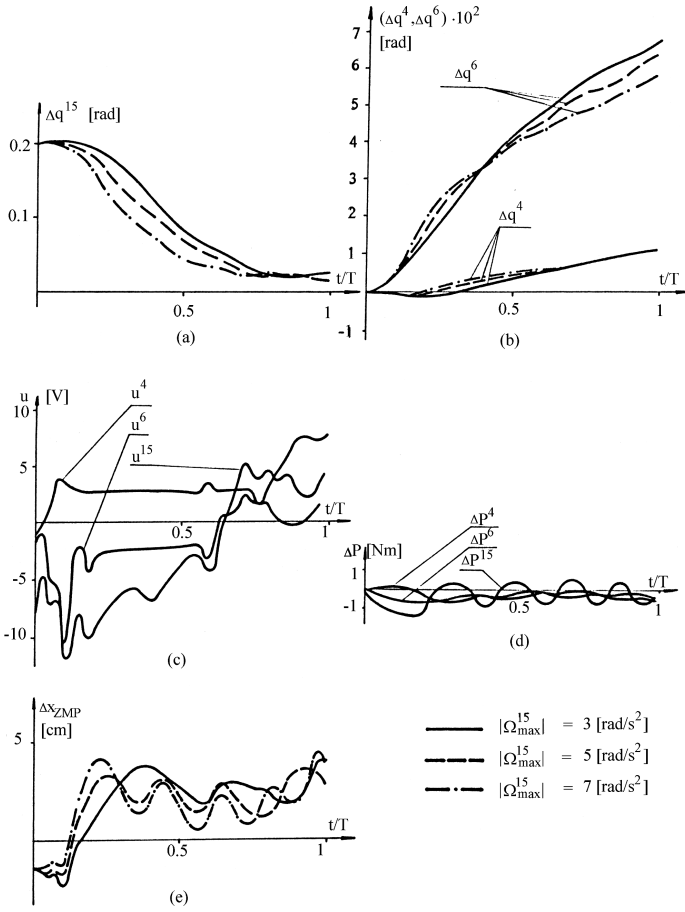 Δq¹⁵ [rad]
0.2
0.1
0.5
1
t/T
(a)
(Δq⁴,Δq⁶)·10²
[rad]
7
6
5
4
3
2
1
-1
Δq⁶
Δq⁴
0.5
1
t/T
(b)
u [V]
10
5
-5
-10
u⁴
u⁶
u¹⁵
0.5
1
t/T
(c)
ΔP [Nm]
1
-1
ΔP⁴
ΔP⁶
ΔP¹⁵
0.5
1
t/T
(d)
Δx_ZMP
[cm]
5
0.5
1
t/T
(e)
|Ω¹⁵max| = 3 [rad/s²]
|Ω¹⁵max| = 5 [rad/s²]
|Ω¹⁵max| = 7 [rad/s²]